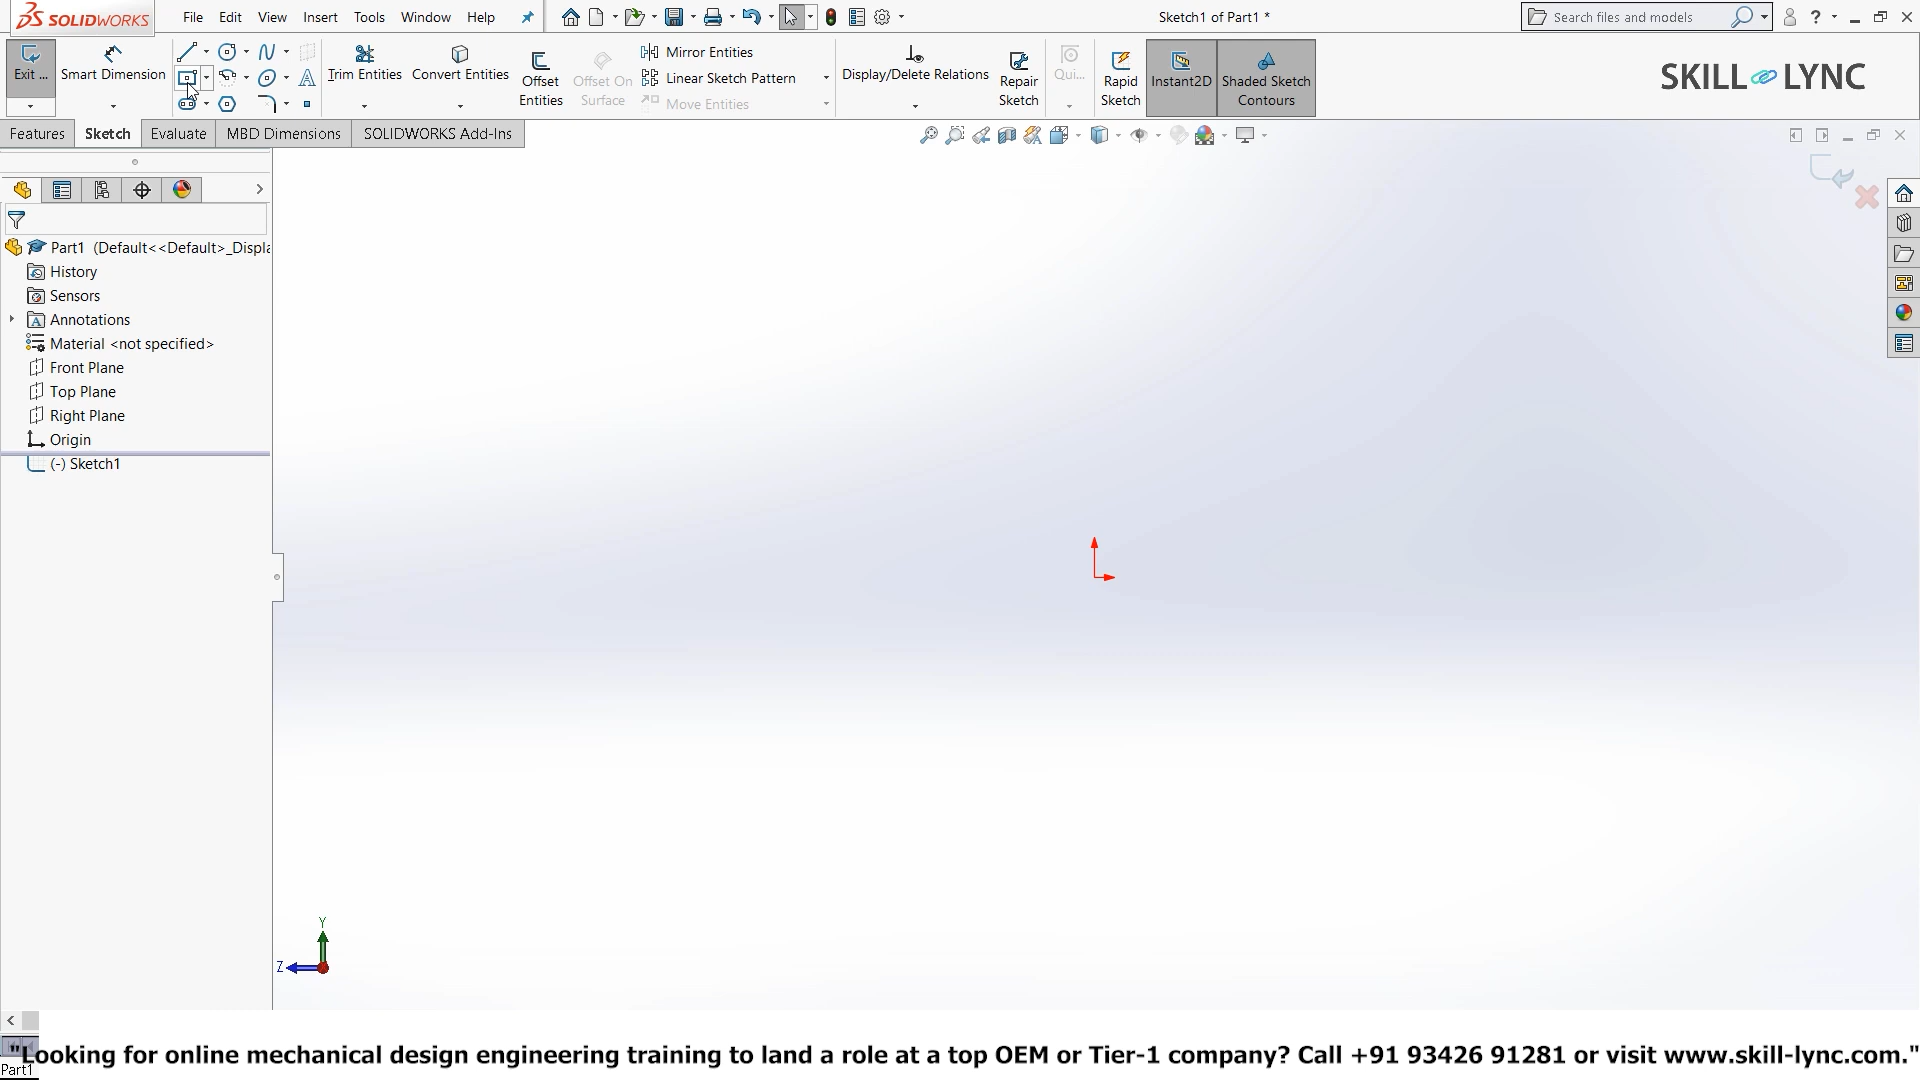 SOLIDWORKS File Edit View Insert Tools Window Help Sketch1 of Part1 * Search files and models
Exit ... Smart Dimension Trim Entities Convert Entities Offset Entities Offset On Surface Mirror Entities Linear Sketch Pattern Move Entities Display/Delete Relations Repair Sketch Qui... Rapid Sketch Instant2D Shaded Sketch Contours
SKILL LYNC
Features Sketch Evaluate MBD Dimensions SOLIDWORKS Add-Ins
Part1 (Default<<Default>_Displa
History
Sensors
Annotations
Material <not specified>
Front Plane
Top Plane
Right Plane
Origin
(-) Sketch1
Y
Z
"Looking for online mechanical design engineering training to land a role at a top OEM or Tier-1 company? Call +91 93426 91281 or visit www.skill-lync.com."
Part1